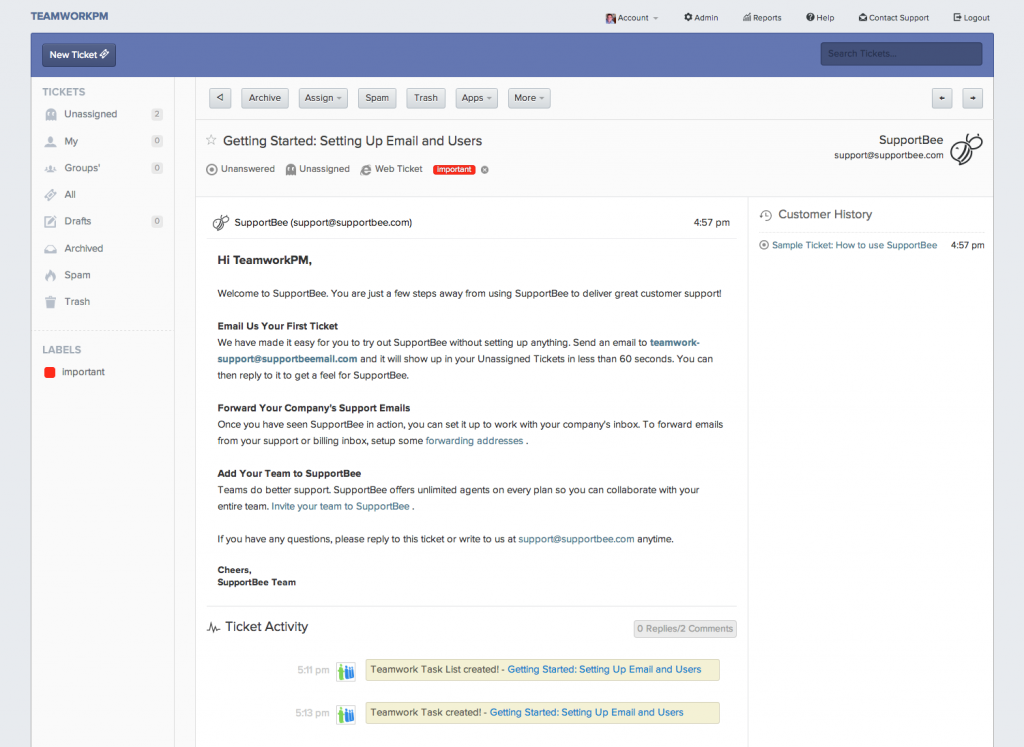 TEAMWORKPM
Account
Admin
Reports
Help
Contact Support
Logout
New Ticket
Search Tickets...
TICKETS
Unassigned 2
My 0
Groups' 0
All
Drafts 0
Archived
Spam
Trash
LABELS
important
Archive
Assign
Spam
Trash
Apps
More
Getting Started: Setting Up Email and Users
Unanswered
Unassigned
Web Ticket
Important
SupportBee
support@supportbee.com
SupportBee (support@supportbee.com) 4:57 pm
Hi TeamworkPM,
Welcome to SupportBee. You are just a few steps away from using SupportBee to deliver great customer support!
Email Us Your First Ticket
We have made it easy for you to try out SupportBee without setting up anything. Send an email to teamwork-
support@supportbeemail.com and it will show up in your Unassigned Tickets in less than 60 seconds. You can
then reply to it to get a feel for SupportBee.
Forward Your Company's Support Emails
Once you have seen SupportBee in action, you can set it up to work with your company's inbox. To forward emails
from your support or billing inbox, setup some forwarding addresses .
Add Your Team to SupportBee
Teams do better support. SupportBee offers unlimited agents on every plan so you can collaborate with your
entire team. Invite your team to SupportBee .
If you have any questions, please reply to this ticket or write to us at support@supportbee.com anytime.
Cheers,
SupportBee Team
Customer History
Sample Ticket: How to use SupportBee 4:57 pm
Ticket Activity
0 Replies/2 Comments
5:11 pm Teamwork Task List created! - Getting Started: Setting Up Email and Users
5:13 pm Teamwork Task created! - Getting Started: Setting Up Email and Users